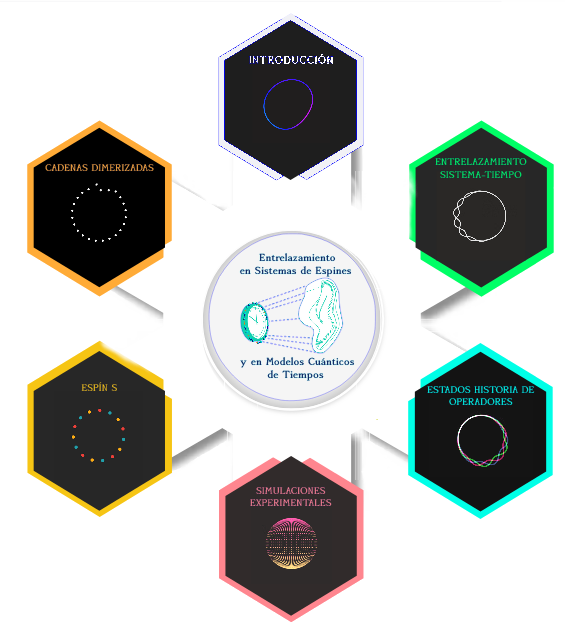 INTRODUCCIÓN
CADENAS DIMERIZADAS
ENTRELAZAMIENTO
SISTEMA-TIEMPO
Entrelazamiento
en Sistemas de Espines
y en Modelos Cuánticos
de Tiempos
ESPÍN S
ESTADOS HISTORIA DE
OPERADORES
SIMULACIONES
EXPERIMENTALES